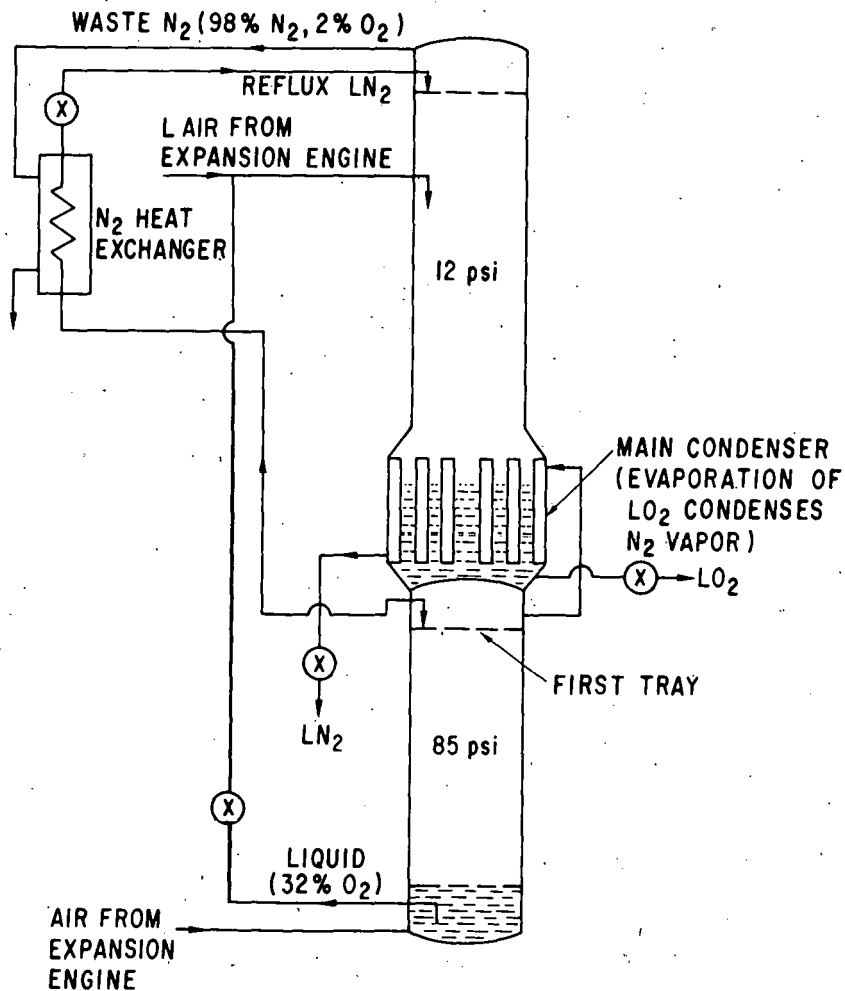 WASTE N2 (98% N2, 2% O2)
REFLUX LN2
X
L AIR FROM
EXPANSION ENGINE
N2 HEAT
EXCHANGER
12 psi
MAIN CONDENSER
(EVAPORATION OF
LO2 CONDENSES
N2 VAPOR)
X
LO2
X
FIRST TRAY
LN2
85 psi
X
LIQUID
(32% O2)
AIR FROM
EXPANSION
ENGINE